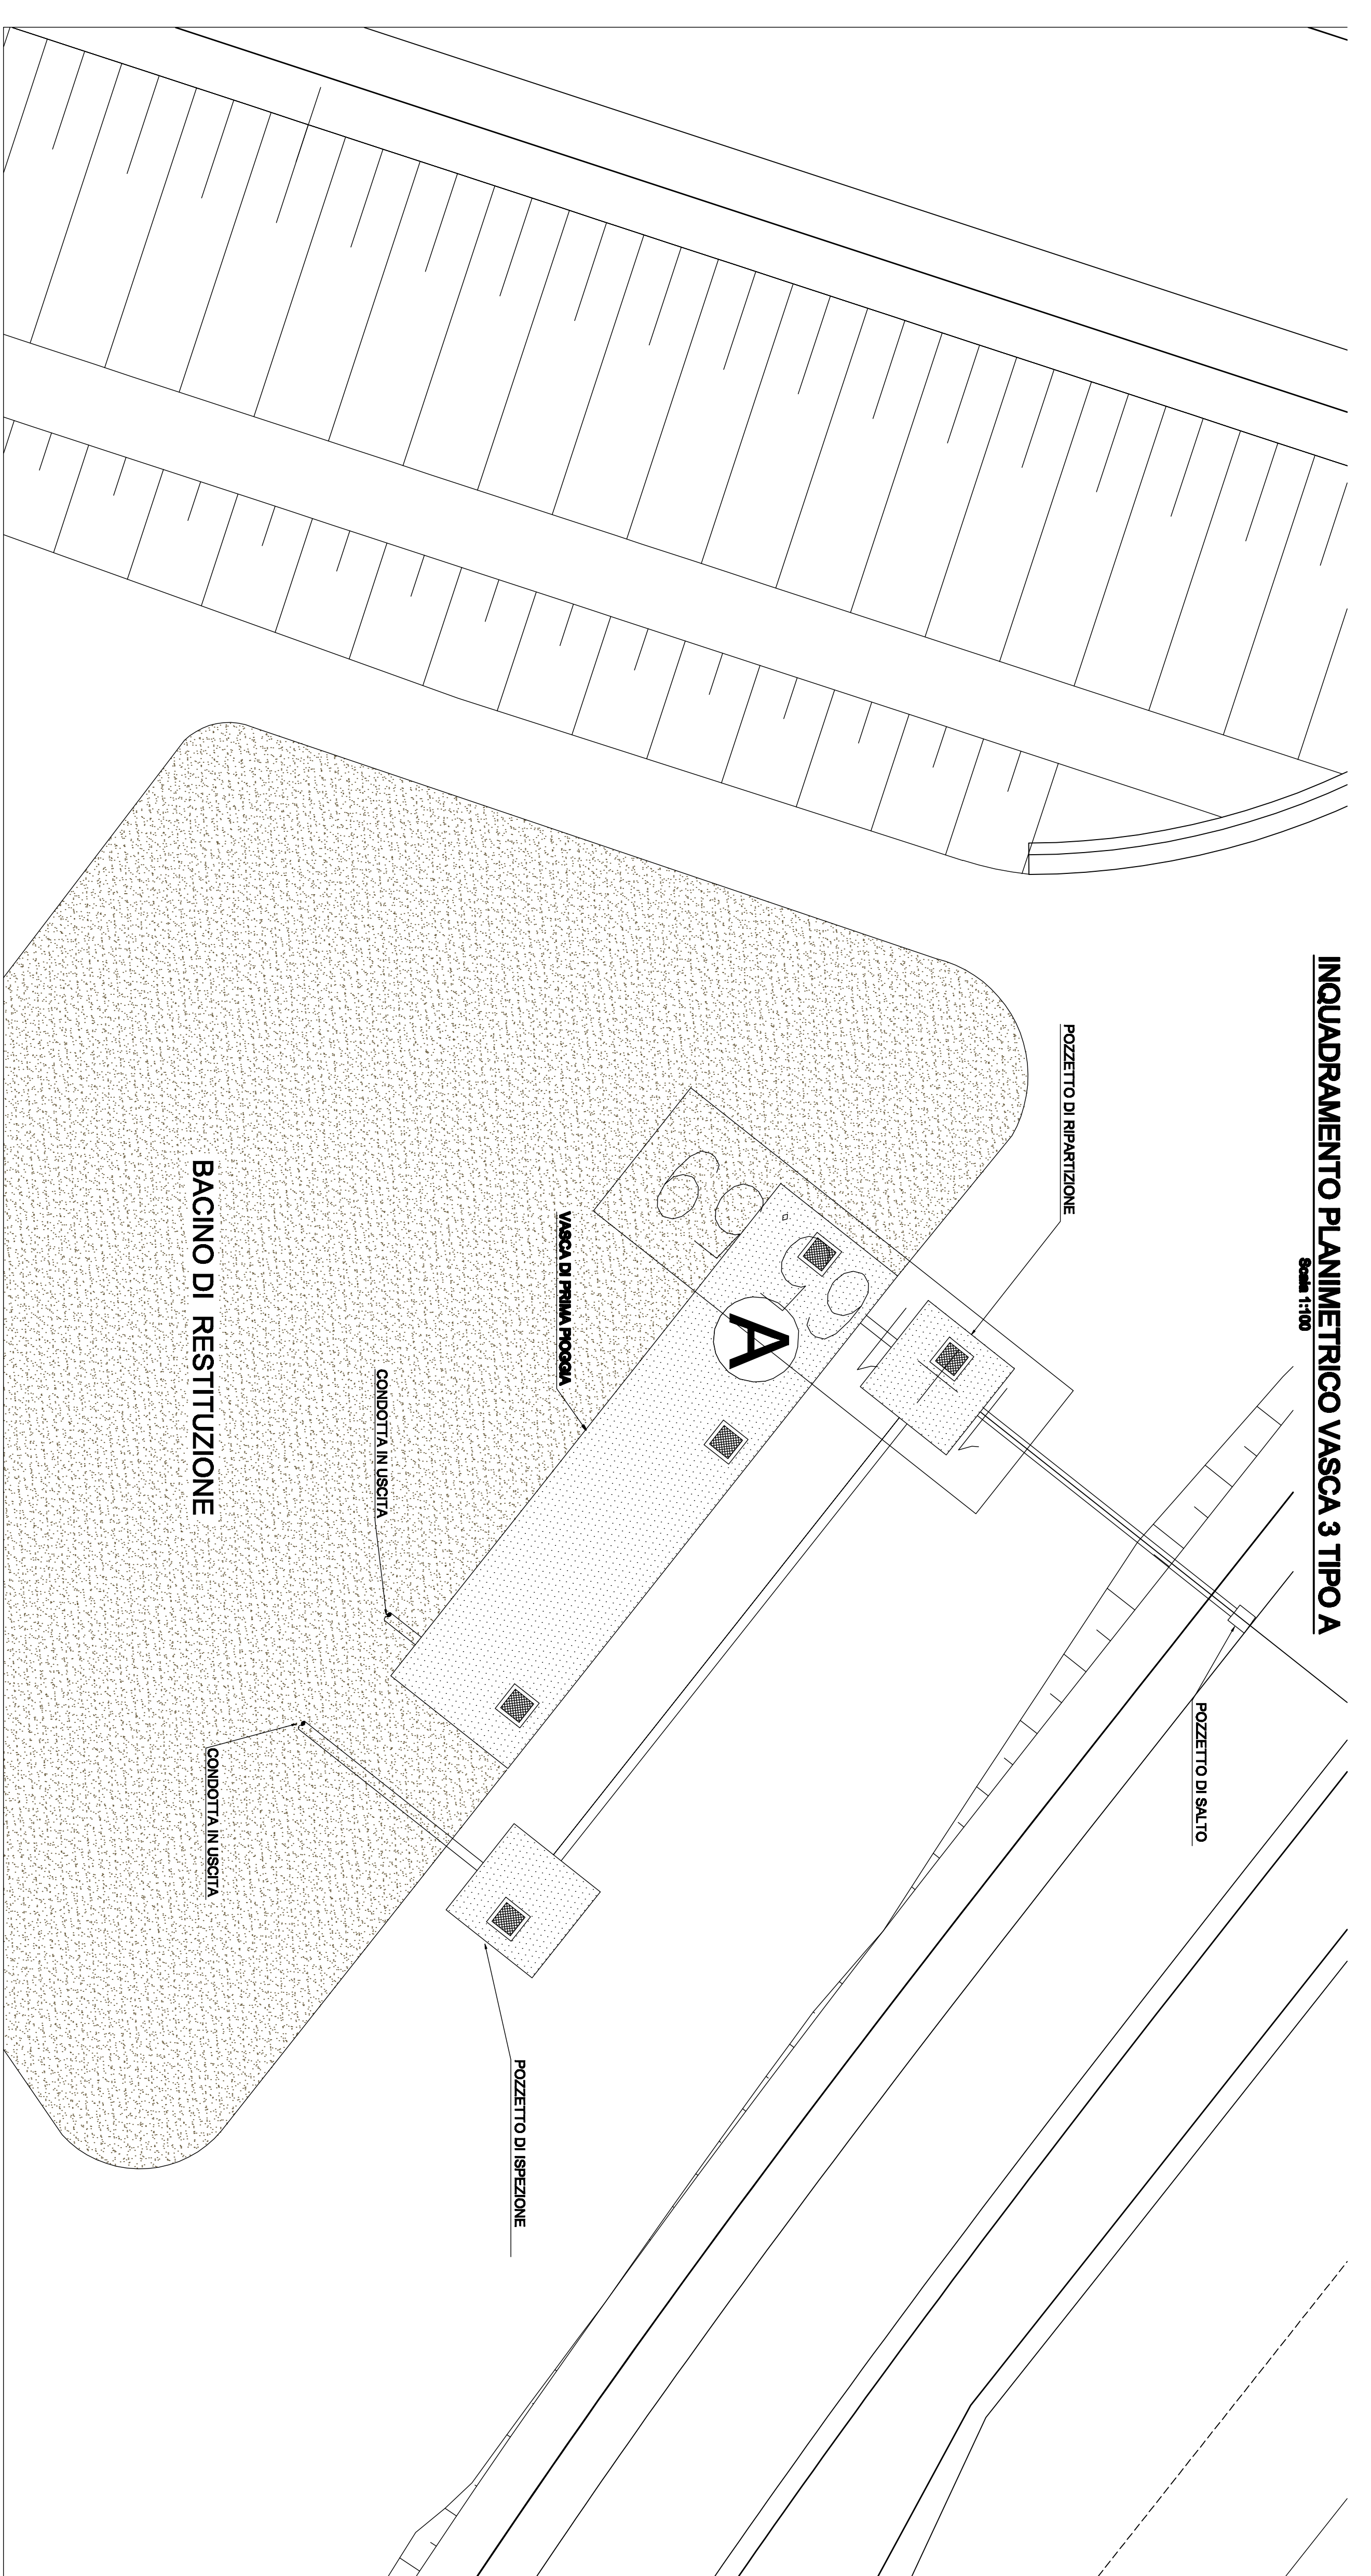 INQUADRAMENTO PLANIMETRICO VASCA 3 TIPO A
Scala 1:100
POZZETTO DI RIPARTIZIONE
POZZETTO DI SALTO
VASCA DI PRIMA PIOGGIA
A
CONDOTTA IN USCITA
BACINO DI RESTITUZIONE
CONDOTTA IN USCITA
POZZETTO DI ISPEZIONE